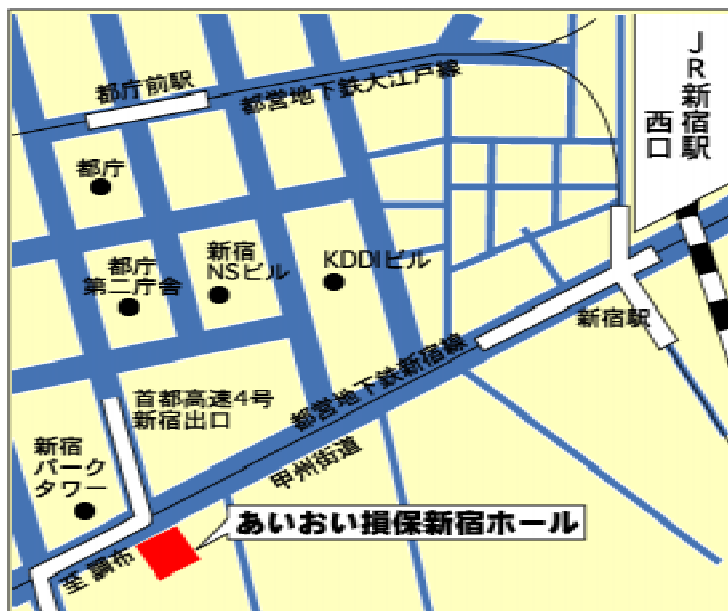 JR新宿駅
西口
都庁前駅
都営地下鉄大江戸線
都庁
都庁
第二庁舎
新宿
NSビル
KDDIビル
新宿駅
都営地下鉄新宿線
首都高速4号
新宿出口
甲州街道
新宿
パーク
タワー
あいおい損保新宿ホール
至 調布